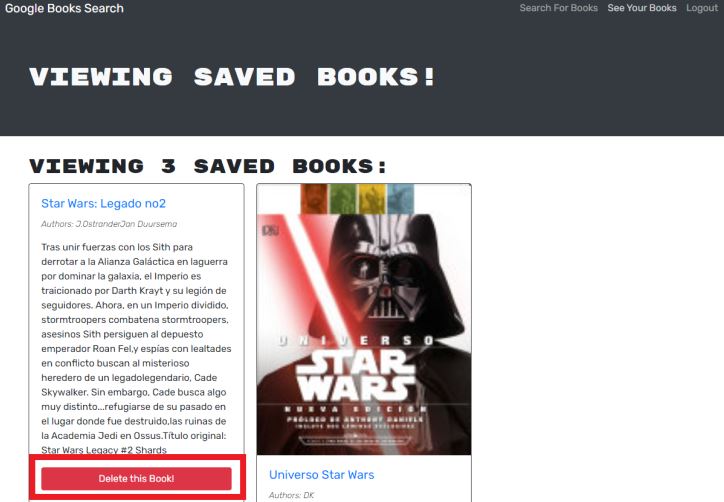 Google Books Search
Search For Books See Your Books Logout
VIEWING SAVED BOOKS!
VIEWING 3 SAVED BOOKS:
Star Wars: Legado no2
Authors: J.OstranderJan Duursema
Tras unir fuerzas con los Sith para
derrotar a la Alianza Galáctica en laguerra
por dominar la galaxia, el Imperio es
traicionado por Darth Krayt y su legión de
seguidores. Ahora, en un Imperio dividido,
stormtroopers combatena stormtroopers,
asesinos Sith persiguen al depuesto
emperador Roan Fel,y espías con lealtades
en conflicto buscan al misterioso
heredero de un legadolegendario, Cade
Skywalker. Sin embargo, Cade busca algo
muy distinto...refugiarse de su pasado en
el lugar donde fue destruido,las ruinas de
la Academia Jedi en Ossus.Título original:
Star Wars Legacy #2 Shards
Delete this Book!
DK
UNIVERSO
STAR
WARS
NUEVA EDICIÓN
PRÓLOGO DE ANTHONY DANIELS
INCLUYE DOS LÁMINAS EXCLUSIVAS
Universo Star Wars
Authors: DK